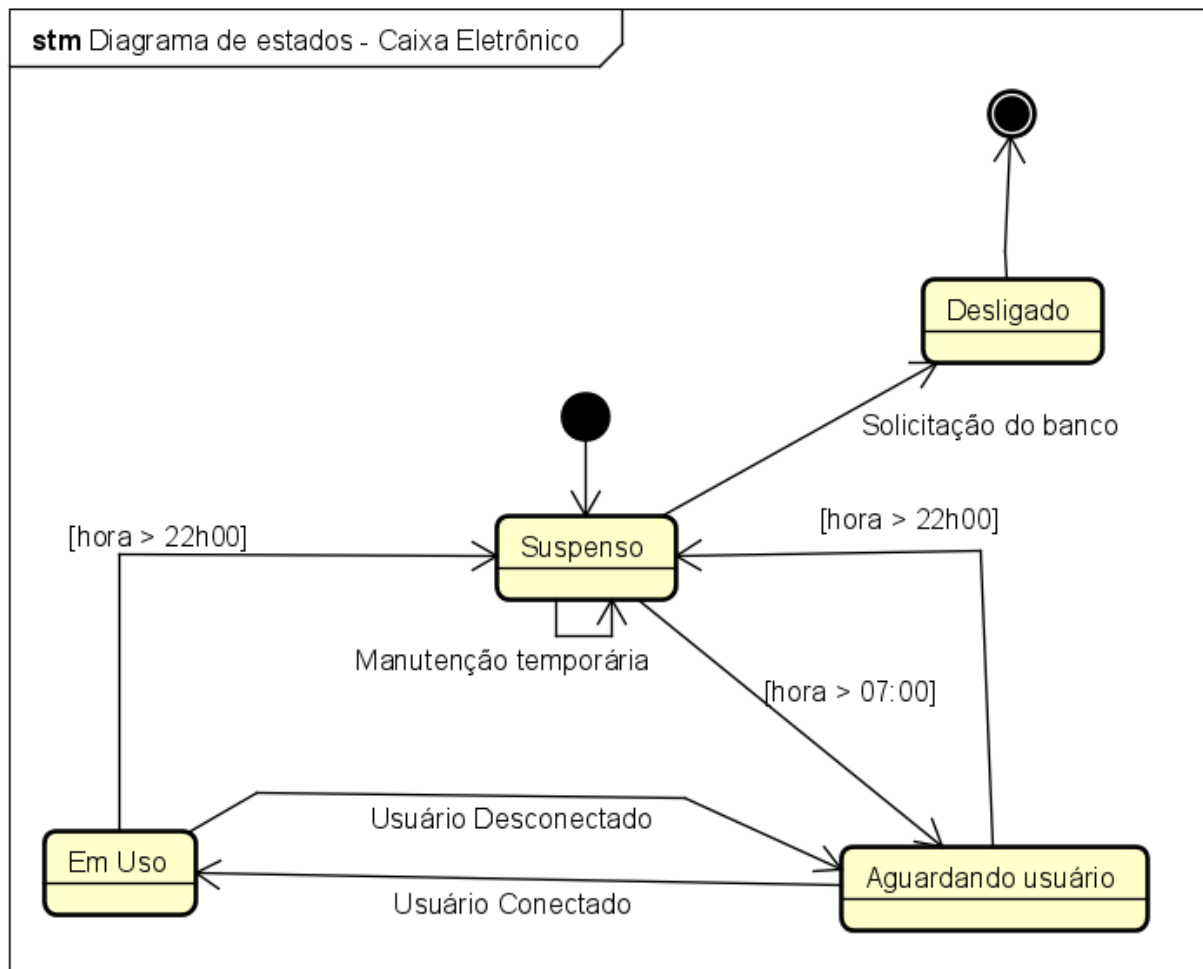 stm Diagrama de estados - Caixa Eletrônico
Desligado
Solicitação do banco
[hora > 22h00]
[hora > 22h00]
Suspenso
Manutenção temporária
[hora > 07:00]
Usuário Desconectado
Em Uso
Aguardando usuário
Usuário Conectado